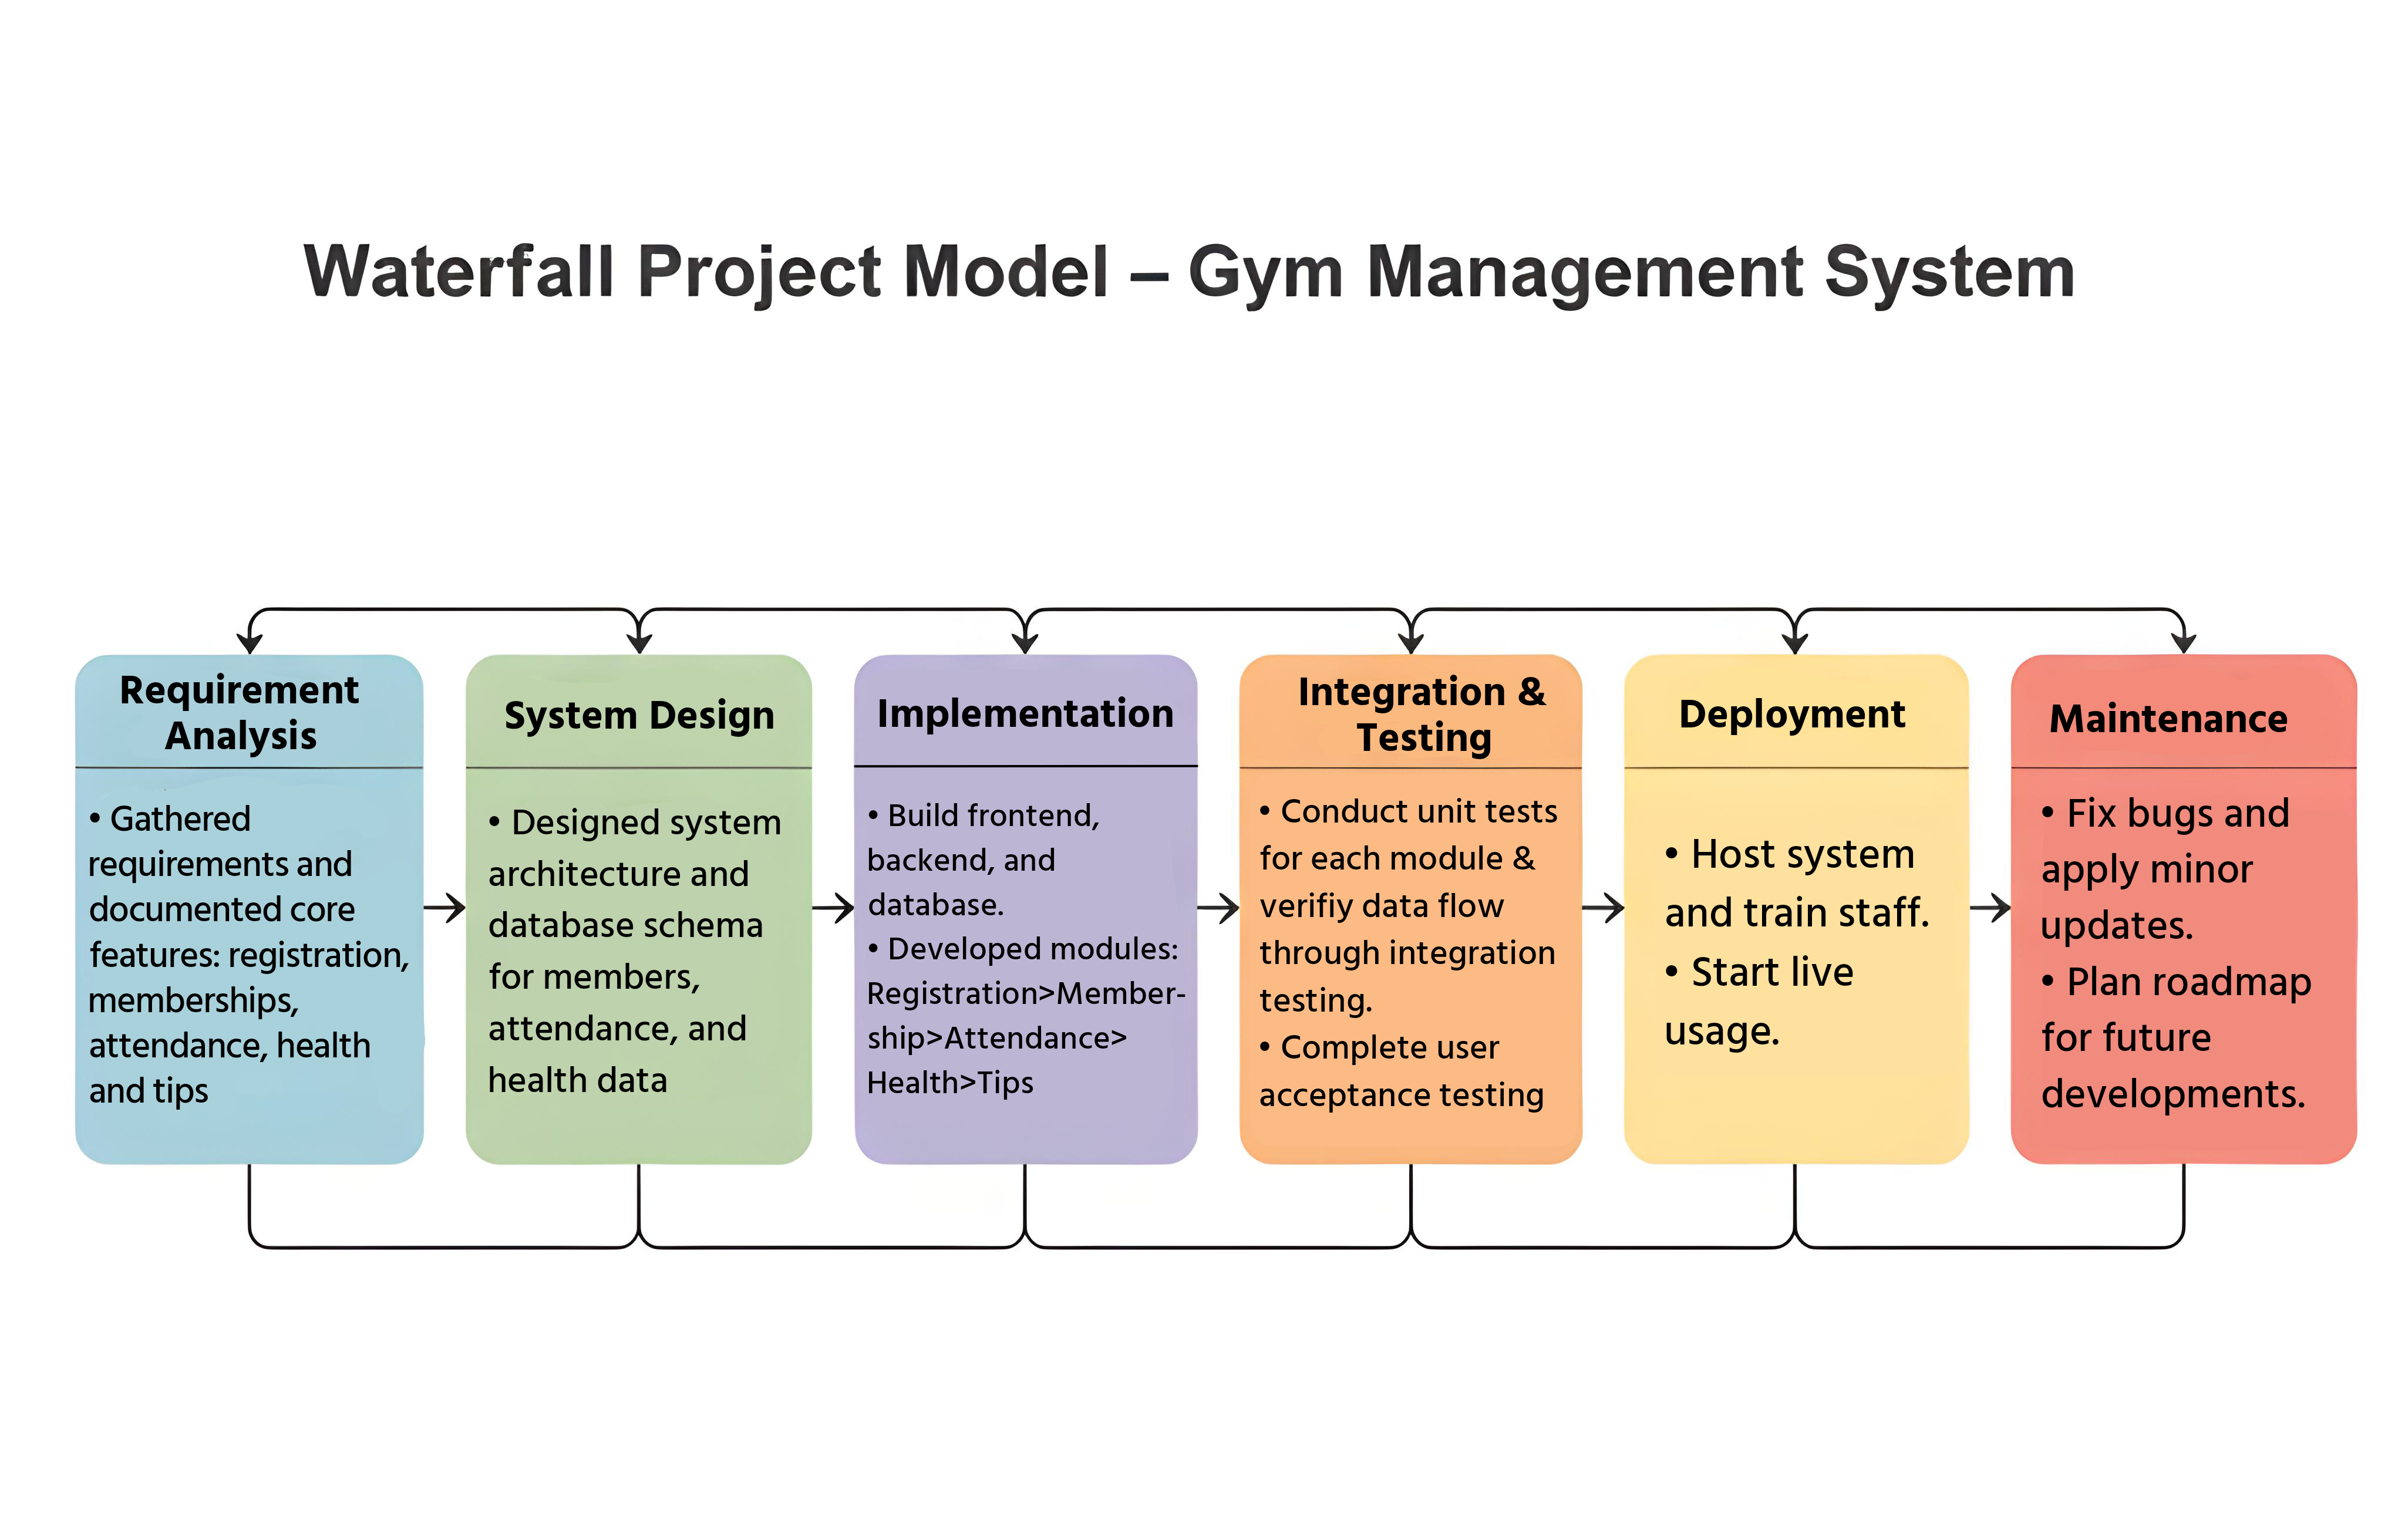 Waterfall Project Model – Gym Management System
Requirement
Analysis
• Gathered
requirements and
documented core
features: registration,
memberships,
attendance, health
and tips
System Design
• Designed system
architecture and
database schema
for members,
attendance, and
health data
Implementation
• Build frontend,
backend, and
database.
• Developed modules:
Registration>Member-
ship>Attendance>
Health>Tips
Integration &
Testing
• Conduct unit tests
for each module &
verifiy data flow
through integration
testing.
• Complete user
acceptance testing
Deployment
• Host system
and train staff.
• Start live
usage.
Maintenance
• Fix bugs and
apply minor
updates.
• Plan roadmap
for future
developments.